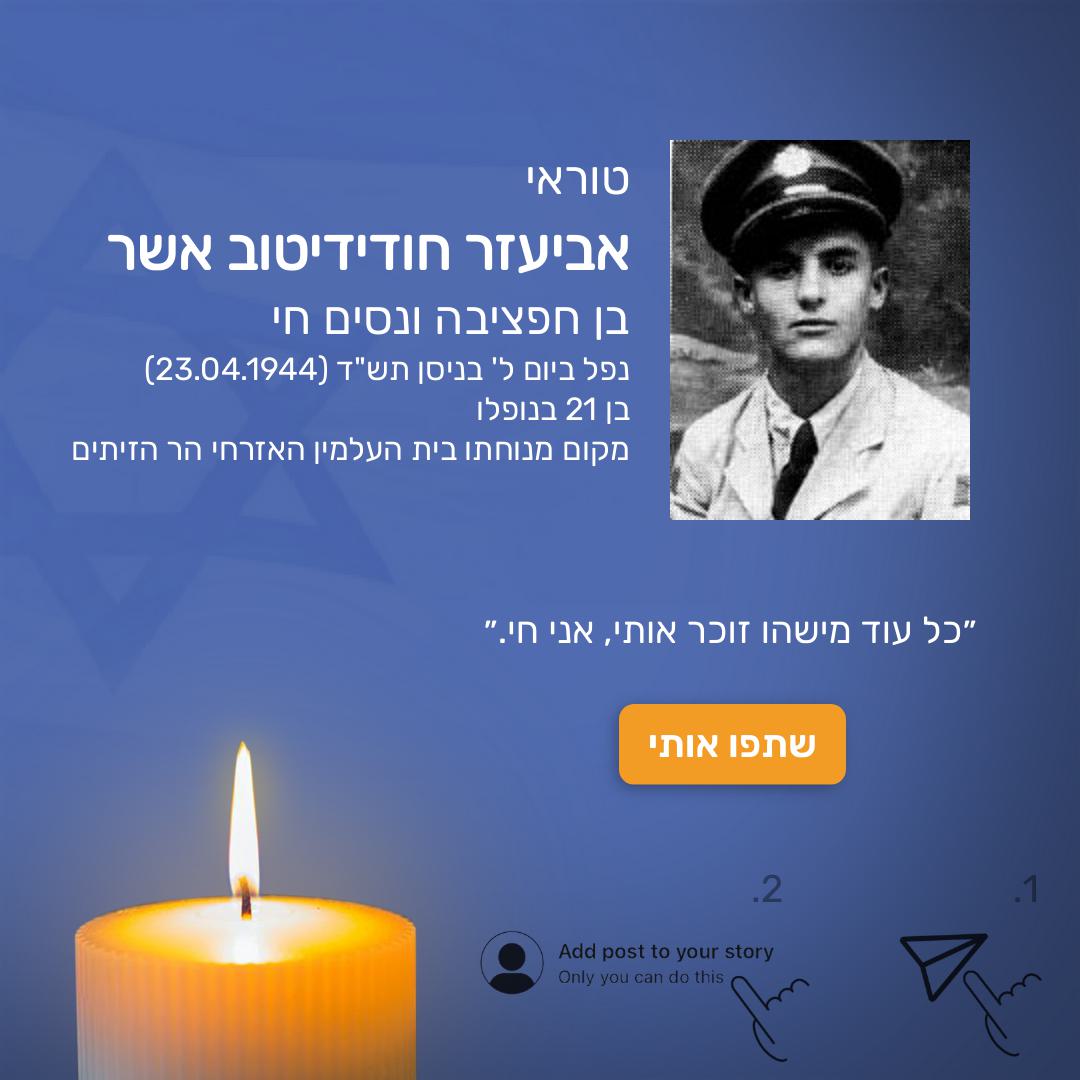 טוראי
אביעזר חודידיטוב אשר
בן חפציבה ונסים חי
נפל ביום ל' בניסן תש"ד (23.04.1944)
בן 21 בנופלו
מקום מנוחתו בית העלמין האזרחי הר הזיתים
״כל עוד מישהו זוכר אותי, אני חי.״
שתפו אותי
1.
2.
Add post to your story
Only you can do this